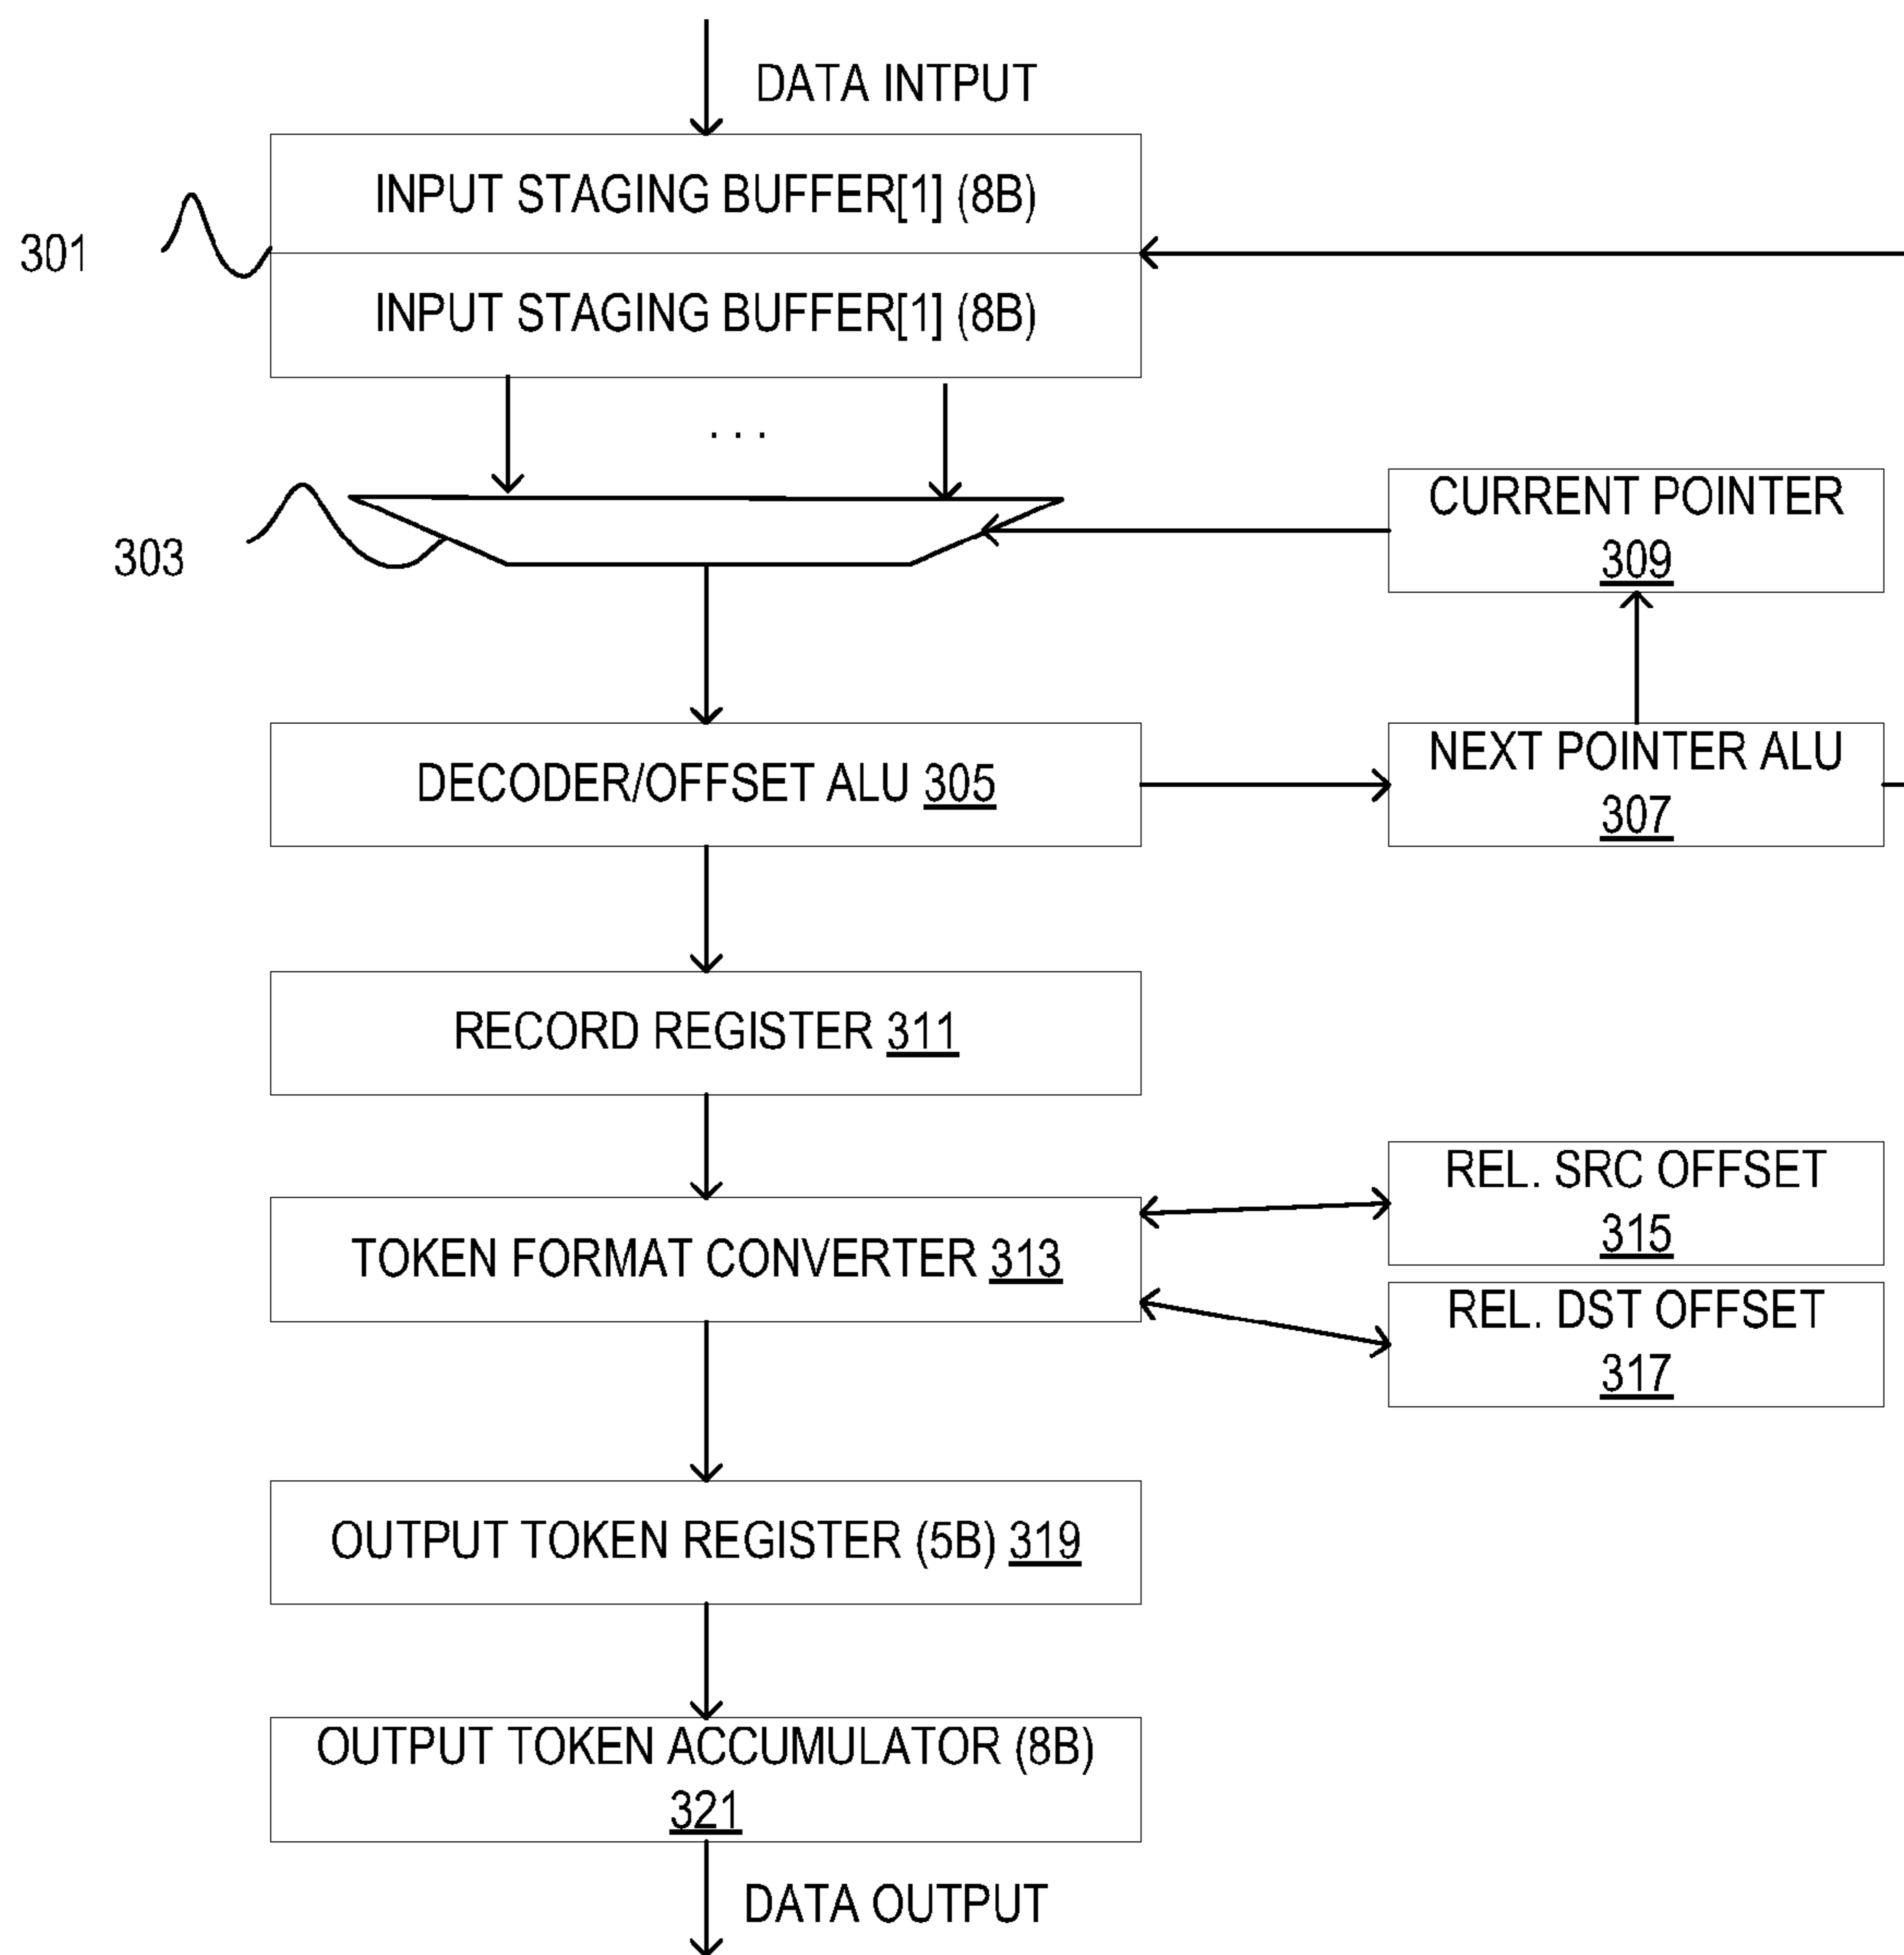 DATA INTPUT
INPUT STAGING BUFFER[1] (8B)
301
INPUT STAGING BUFFER[1] (8B)
. . .
CURRENT POINTER
309
303
DECODER/OFFSET ALU 305
NEXT POINTER ALU
307
RECORD REGISTER 311
TOKEN FORMAT CONVERTER 313
REL. SRC OFFSET
315
REL. DST OFFSET
317
OUTPUT TOKEN REGISTER (5B) 319
OUTPUT TOKEN ACCUMULATOR (8B)
321
DATA OUTPUT